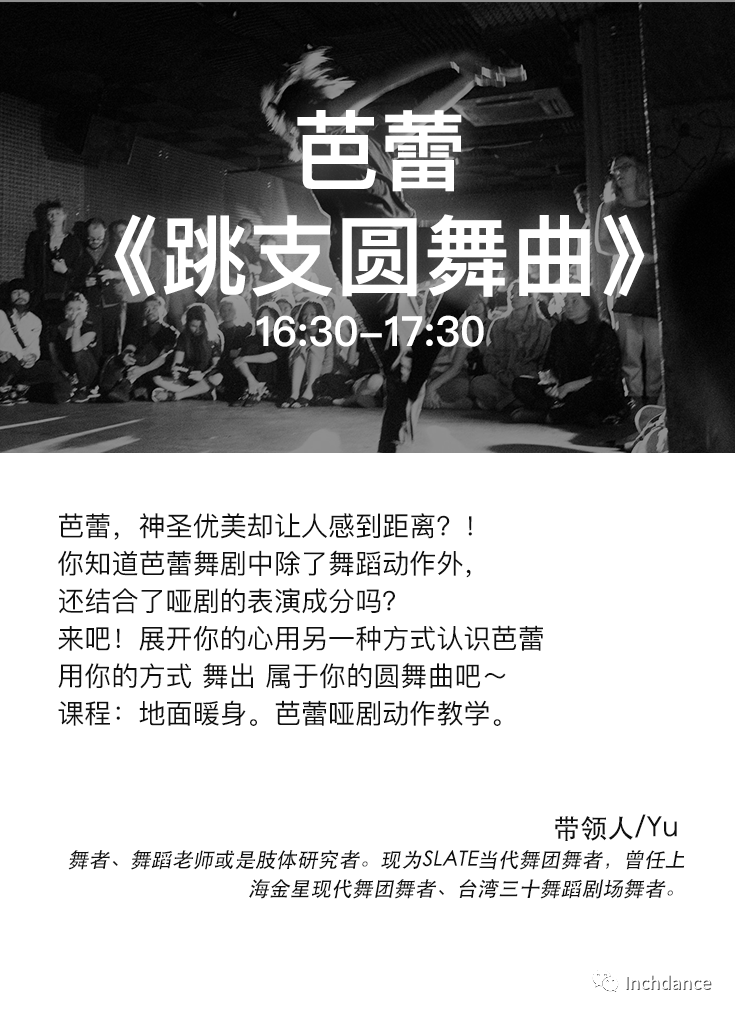 芭蕾
《跳支圆舞曲》
16:30-17:30
芭蕾，神圣优美却让人感到距离？！
你知道芭蕾舞剧中除了舞蹈动作外，
还结合了哑剧的表演成分吗？
来吧！展开你的心用另一种方式认识芭蕾
用你的方式 舞出 属于你的圆舞曲吧～
课程：地面暖身。芭蕾哑剧动作教学。
带领人/Yu
舞者、舞蹈老师或是肢体研究者。现为SLATE当代舞团舞者，曾任上
海金星现代舞团舞者、台湾三十舞蹈剧场舞者。
Inchdance